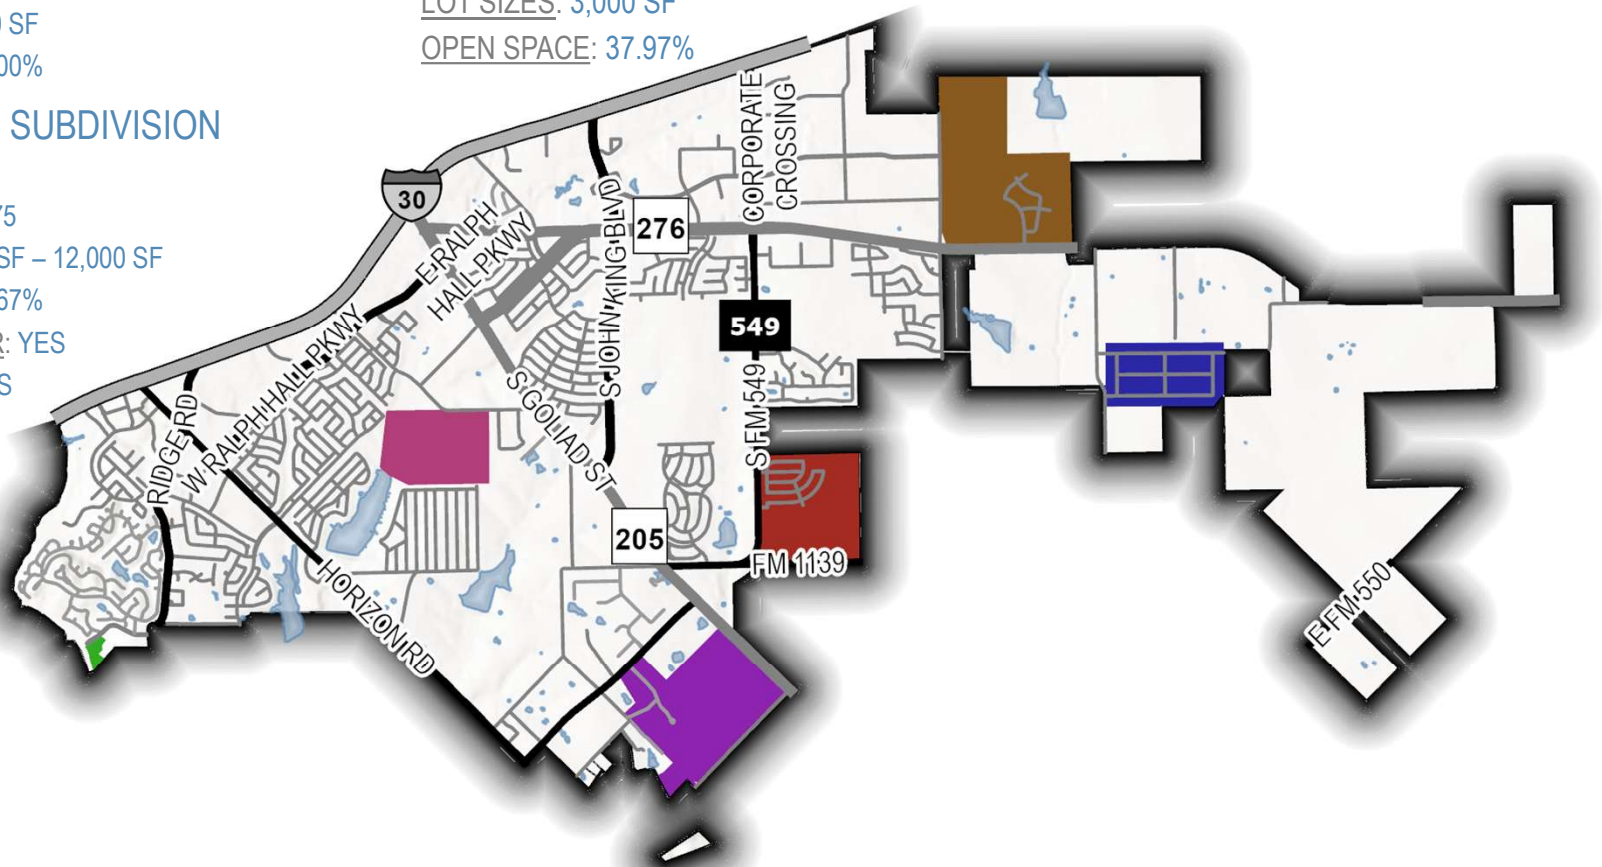 SF
LOT SIZES: 3,000 SF
00%
OPEN SPACE: 37.97%
SUBDIVISION
75
SF – 12,000 SF
67%
R: YES
S
30
E RALPH
HALL PKWY
S JOHN KING BLVD
276
CORPORATE
CROSSING
549
S FM 549
W RALPH HALL PKWY
RIDGE RD
S GOLIAD ST
205
FM 1139
HORIZON RD
E FM 550